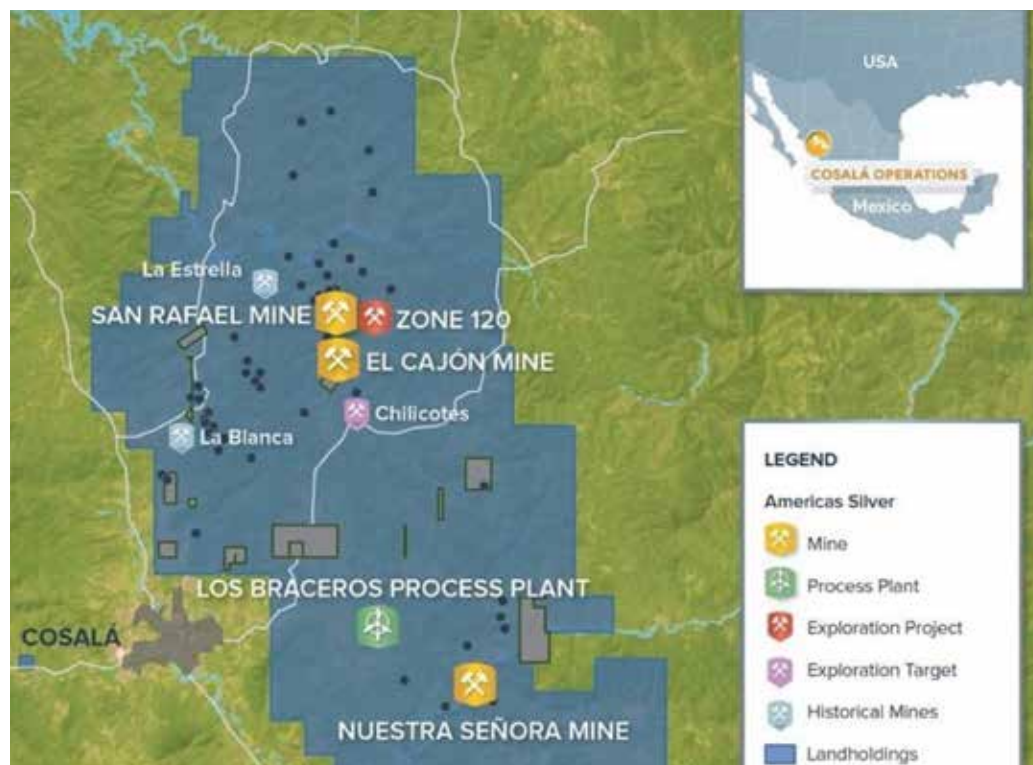 USA
COSALÁ OPERATIONS
Mexico
La Estrella
SAN RAFAEL MINE
ZONE 120
EL CAJÓN MINE
Chilicotes
La Blanca
LOS BRACEROS PROCESS PLANT
COSALÁ
NUESTRA SEÑORA MINE
LEGEND
Americas Silver
Mine
Process Plant
Exploration Project
Exploration Target
Historical Mines
Landholdings